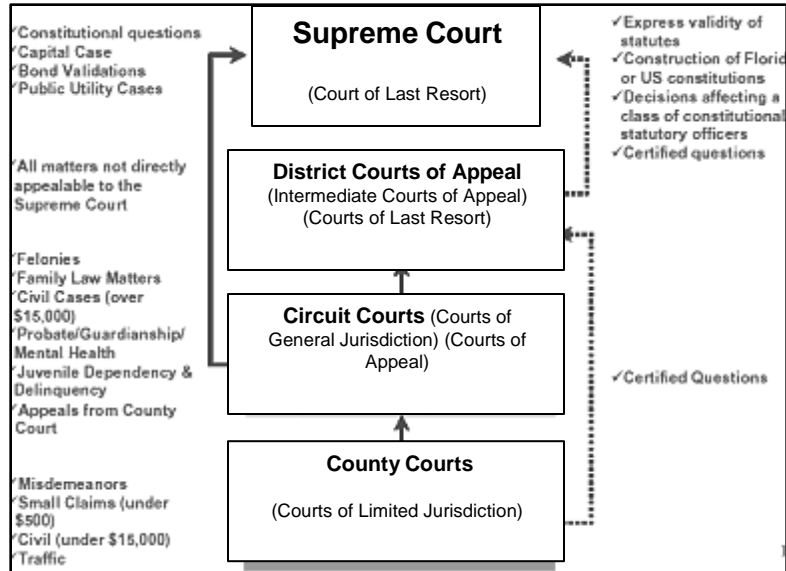 ✓Constitutional questions
✓Capital Case
✓Bond Validations
✓Public Utility Cases
Supreme Court
(Court of Last Resort)
✓Express validity of
statutes
✓Construction of Florid
or US constitutions
✓Decisions affecting a
class of constitutional
statutory officers
✓Certified questions
✓All matters not directly
appealable to the
Supreme Court
District Courts of Appeal
(Intermediate Courts of Appeal)
(Courts of Last Resort)
✓Felonies
✓Family Law Matters
✓Civil Cases (over
$15,000)
✓Probate/Guardianship/
Mental Health
✓Juvenile Dependency &
Delinquency
✓Appeals from County
Court
Circuit Courts (Courts of
General Jurisdiction) (Courts of
Appeal)
✓Certified Questions
✓Misdemeanors
✓Small Claims (under
$500)
✓Civil (under $15,000)
✓Traffic
County Courts
(Courts of Limited Jurisdiction)